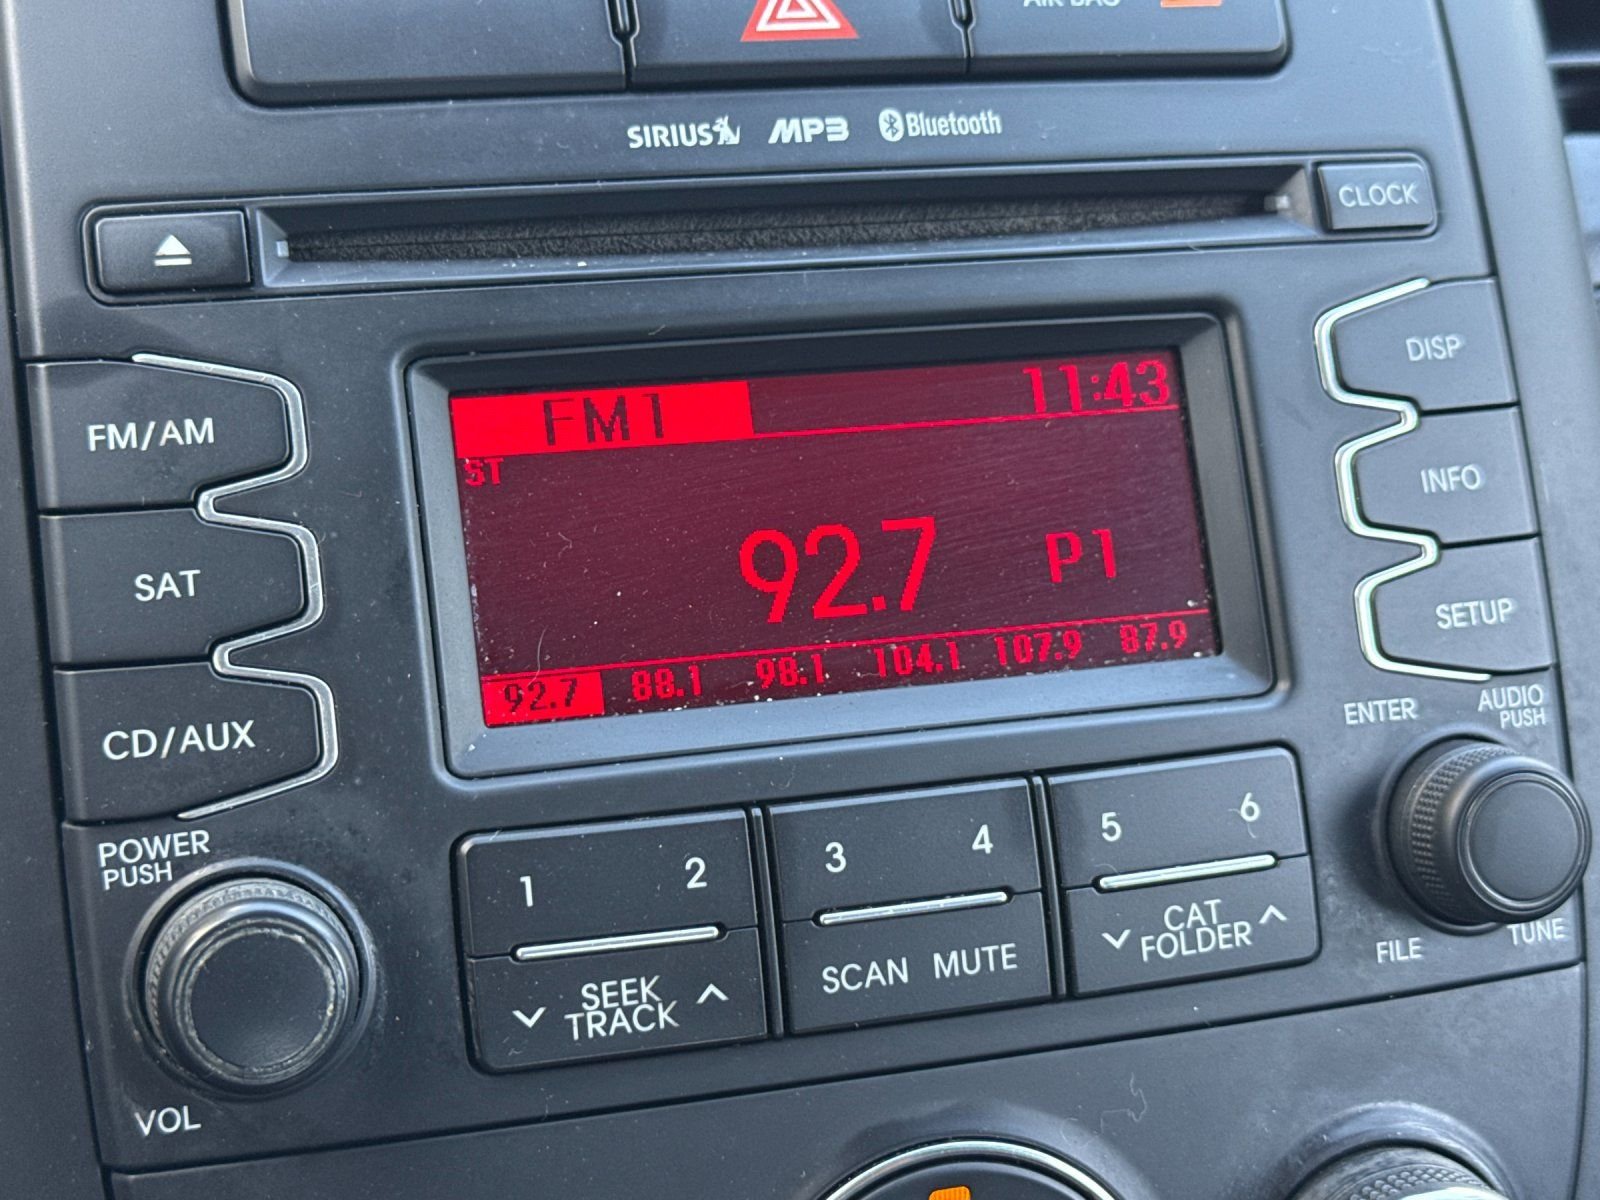 AIR BAG
SIRIUS MP3 Bluetooth
CLOCK
FM/AM
SAT
CD/AUX
FM1 11:43
ST
92.7 P1
92.7 88.1 98.1 104.1 107.9 87.9
DISP
INFO
SETUP
ENTER
AUDIO
PUSH
POWER
PUSH
VOL
1 2
SEEK
TRACK
3 4
SCAN MUTE
5 6
CAT
FOLDER
FILE
TUNE